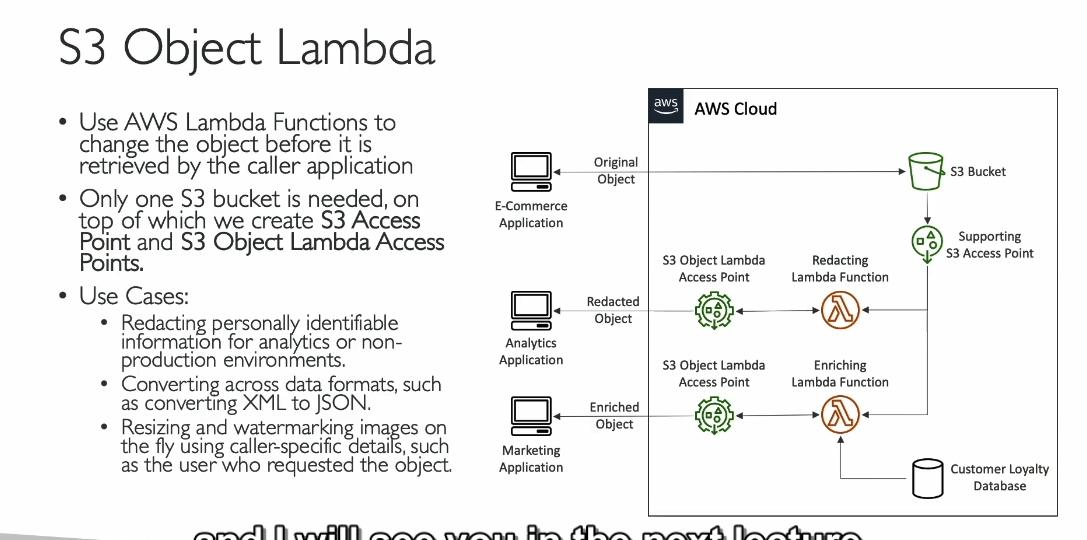 S3 Object Lambda
• Use AWS Lambda Functions to
change the object before it is
retrieved by the caller application
• Only one S3 bucket is needed, on
top of which we create S3 Access
Point and S3 Object Lambda Access
Points.
• Use Cases:
• Redacting personally identifiable
information for analytics or non-
production environments.
• Converting across data formats, such
as converting XML to JSON.
• Resizing and watermarking images on
the fly using caller-specific details, such
as the user who requested the object.
aws
AWS Cloud
E-Commerce
Application
Original
Object
S3 Bucket
Supporting
S3 Access Point
Analytics
Application
Redacted
Object
S3 Object Lambda
Access Point
Redacting
Lambda Function
Marketing
Application
Enriched
Object
S3 Object Lambda
Access Point
Enriching
Lambda Function
Customer Loyalty
Database
and I will see you in the next lecture